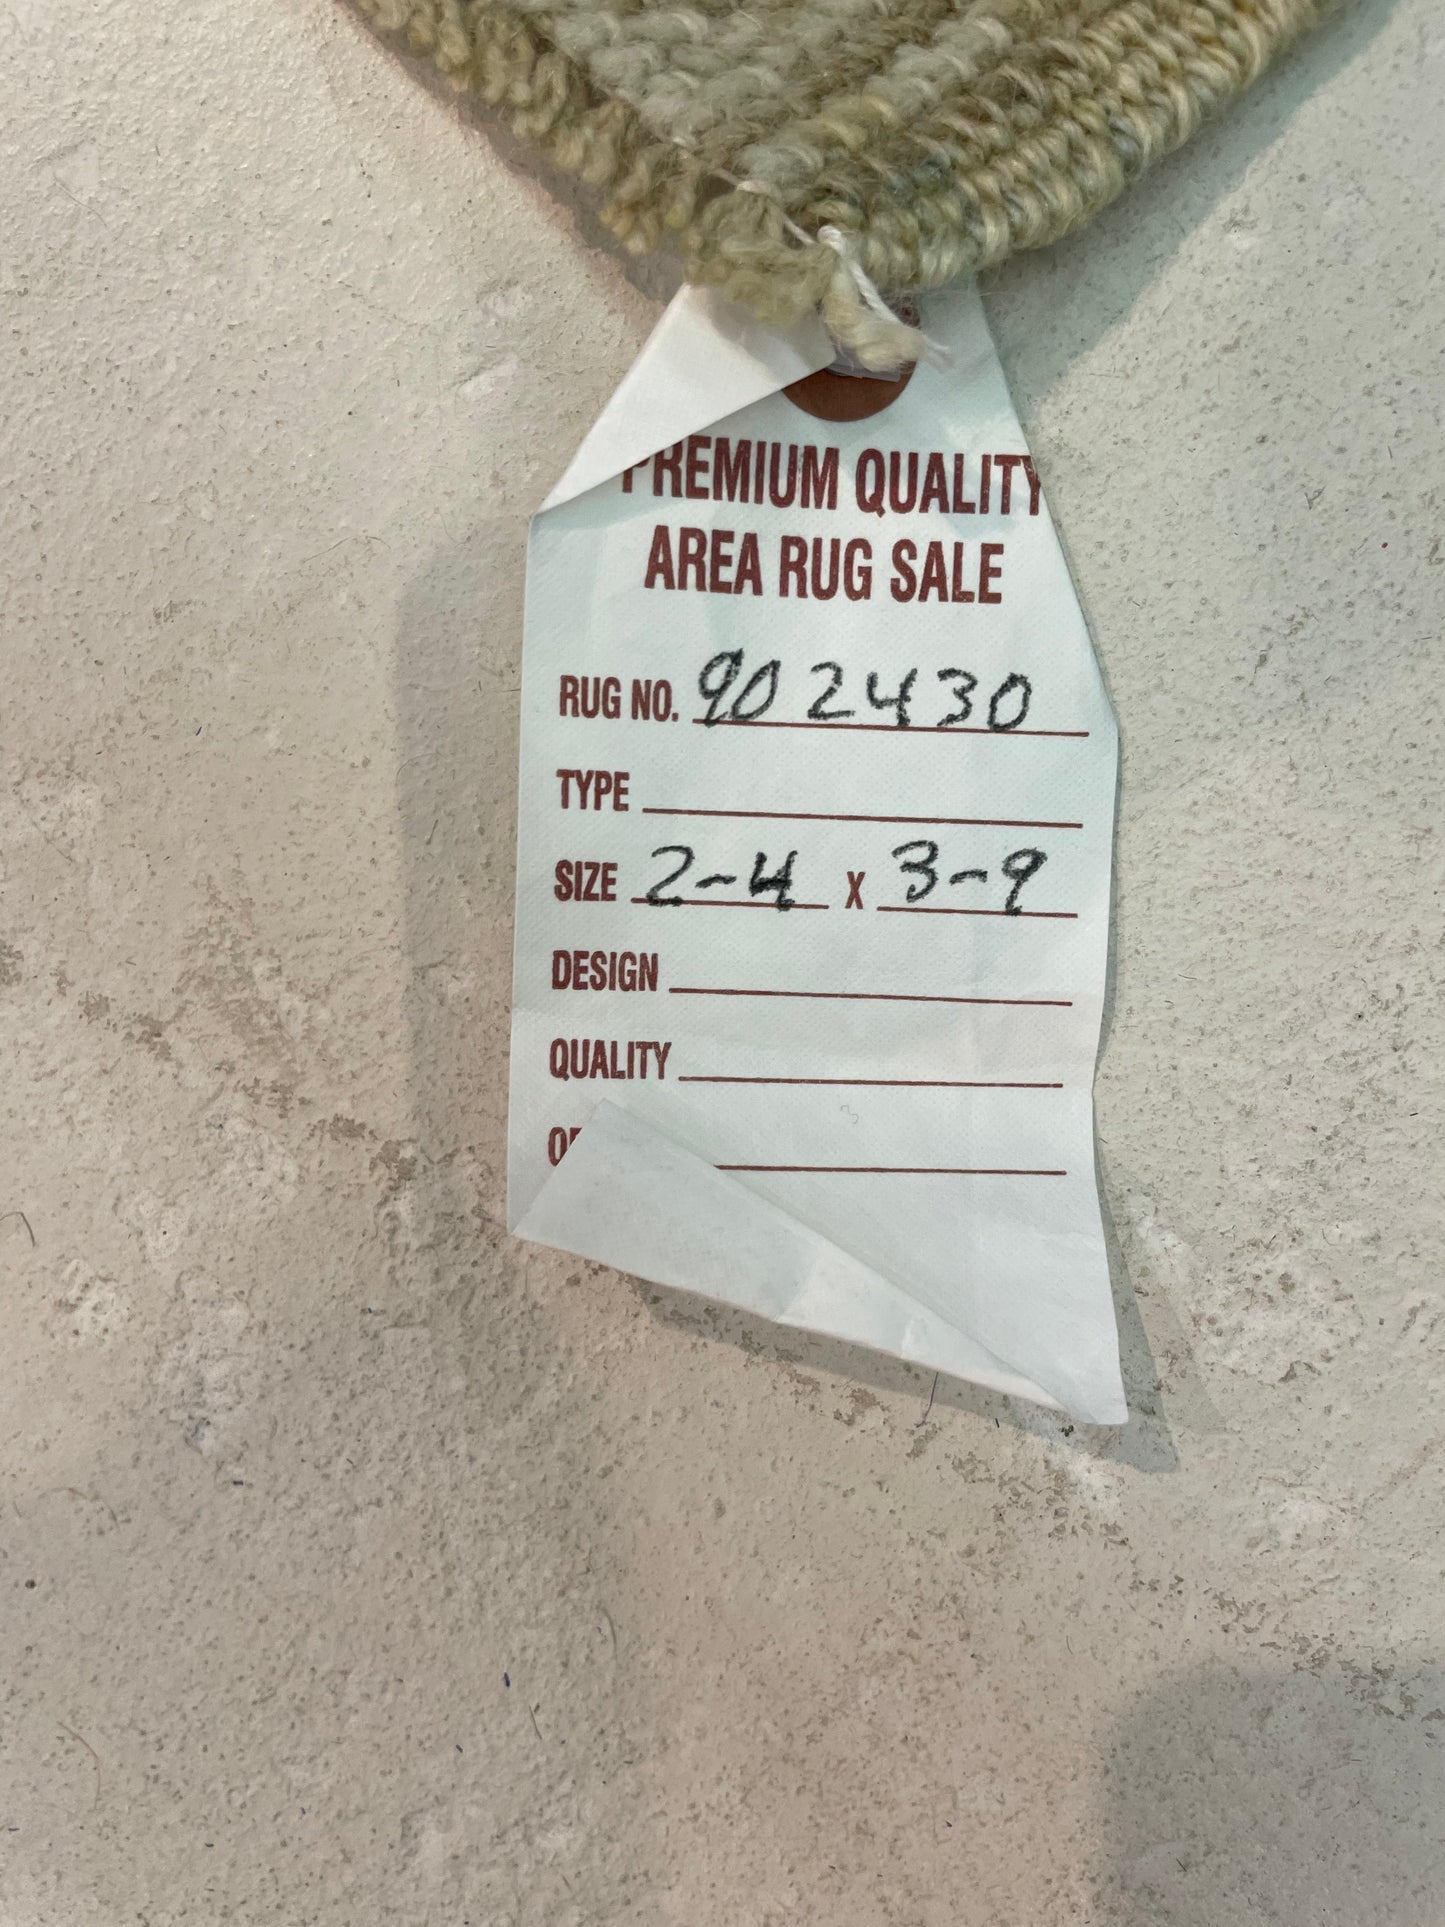 PREMIUM QUALITY
AREA RUG SALE
RUG NO. 902430
TYPE
SIZE 2-4 X 3-9
DESIGN
QUALITY